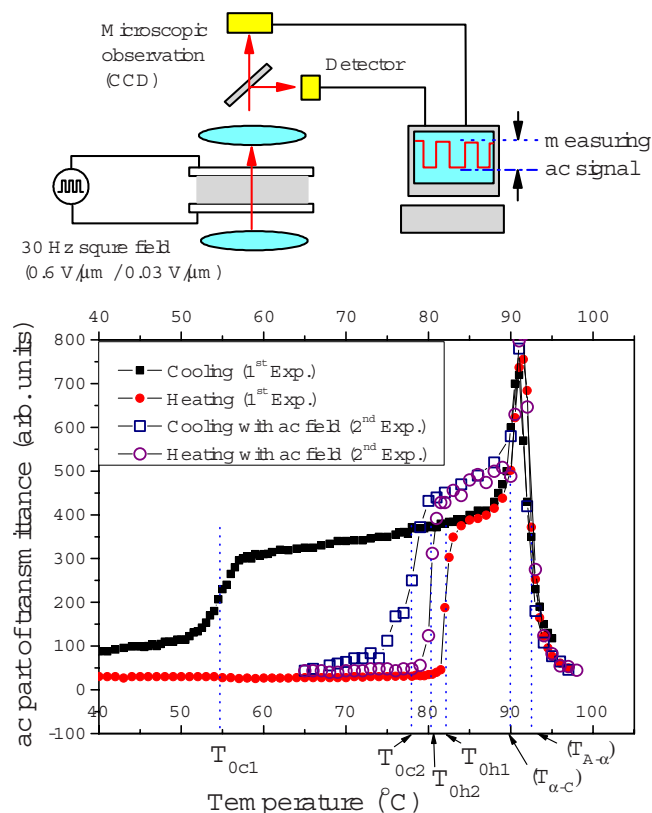 Microscopic
observation
(CCD)
Detector
measuring
ac signal
30 Hz squre field
(0.6 V/μm / 0.03 V/μm)
40 50 60 70 80 90 100
800
700
600
500
400
300
200
100
0
-100
ac part of transmittance (arb. units)
Cooling (1st Exp.)
Heating (1st Exp.)
Cooling with ac field (2nd Exp.)
Heating with ac field (2nd Exp.)
40 50 60 70 80 90 100
T0c1
T0c2
T0h2
T0h1
(Tα-C)
(TA-α)
Temperature (°C)